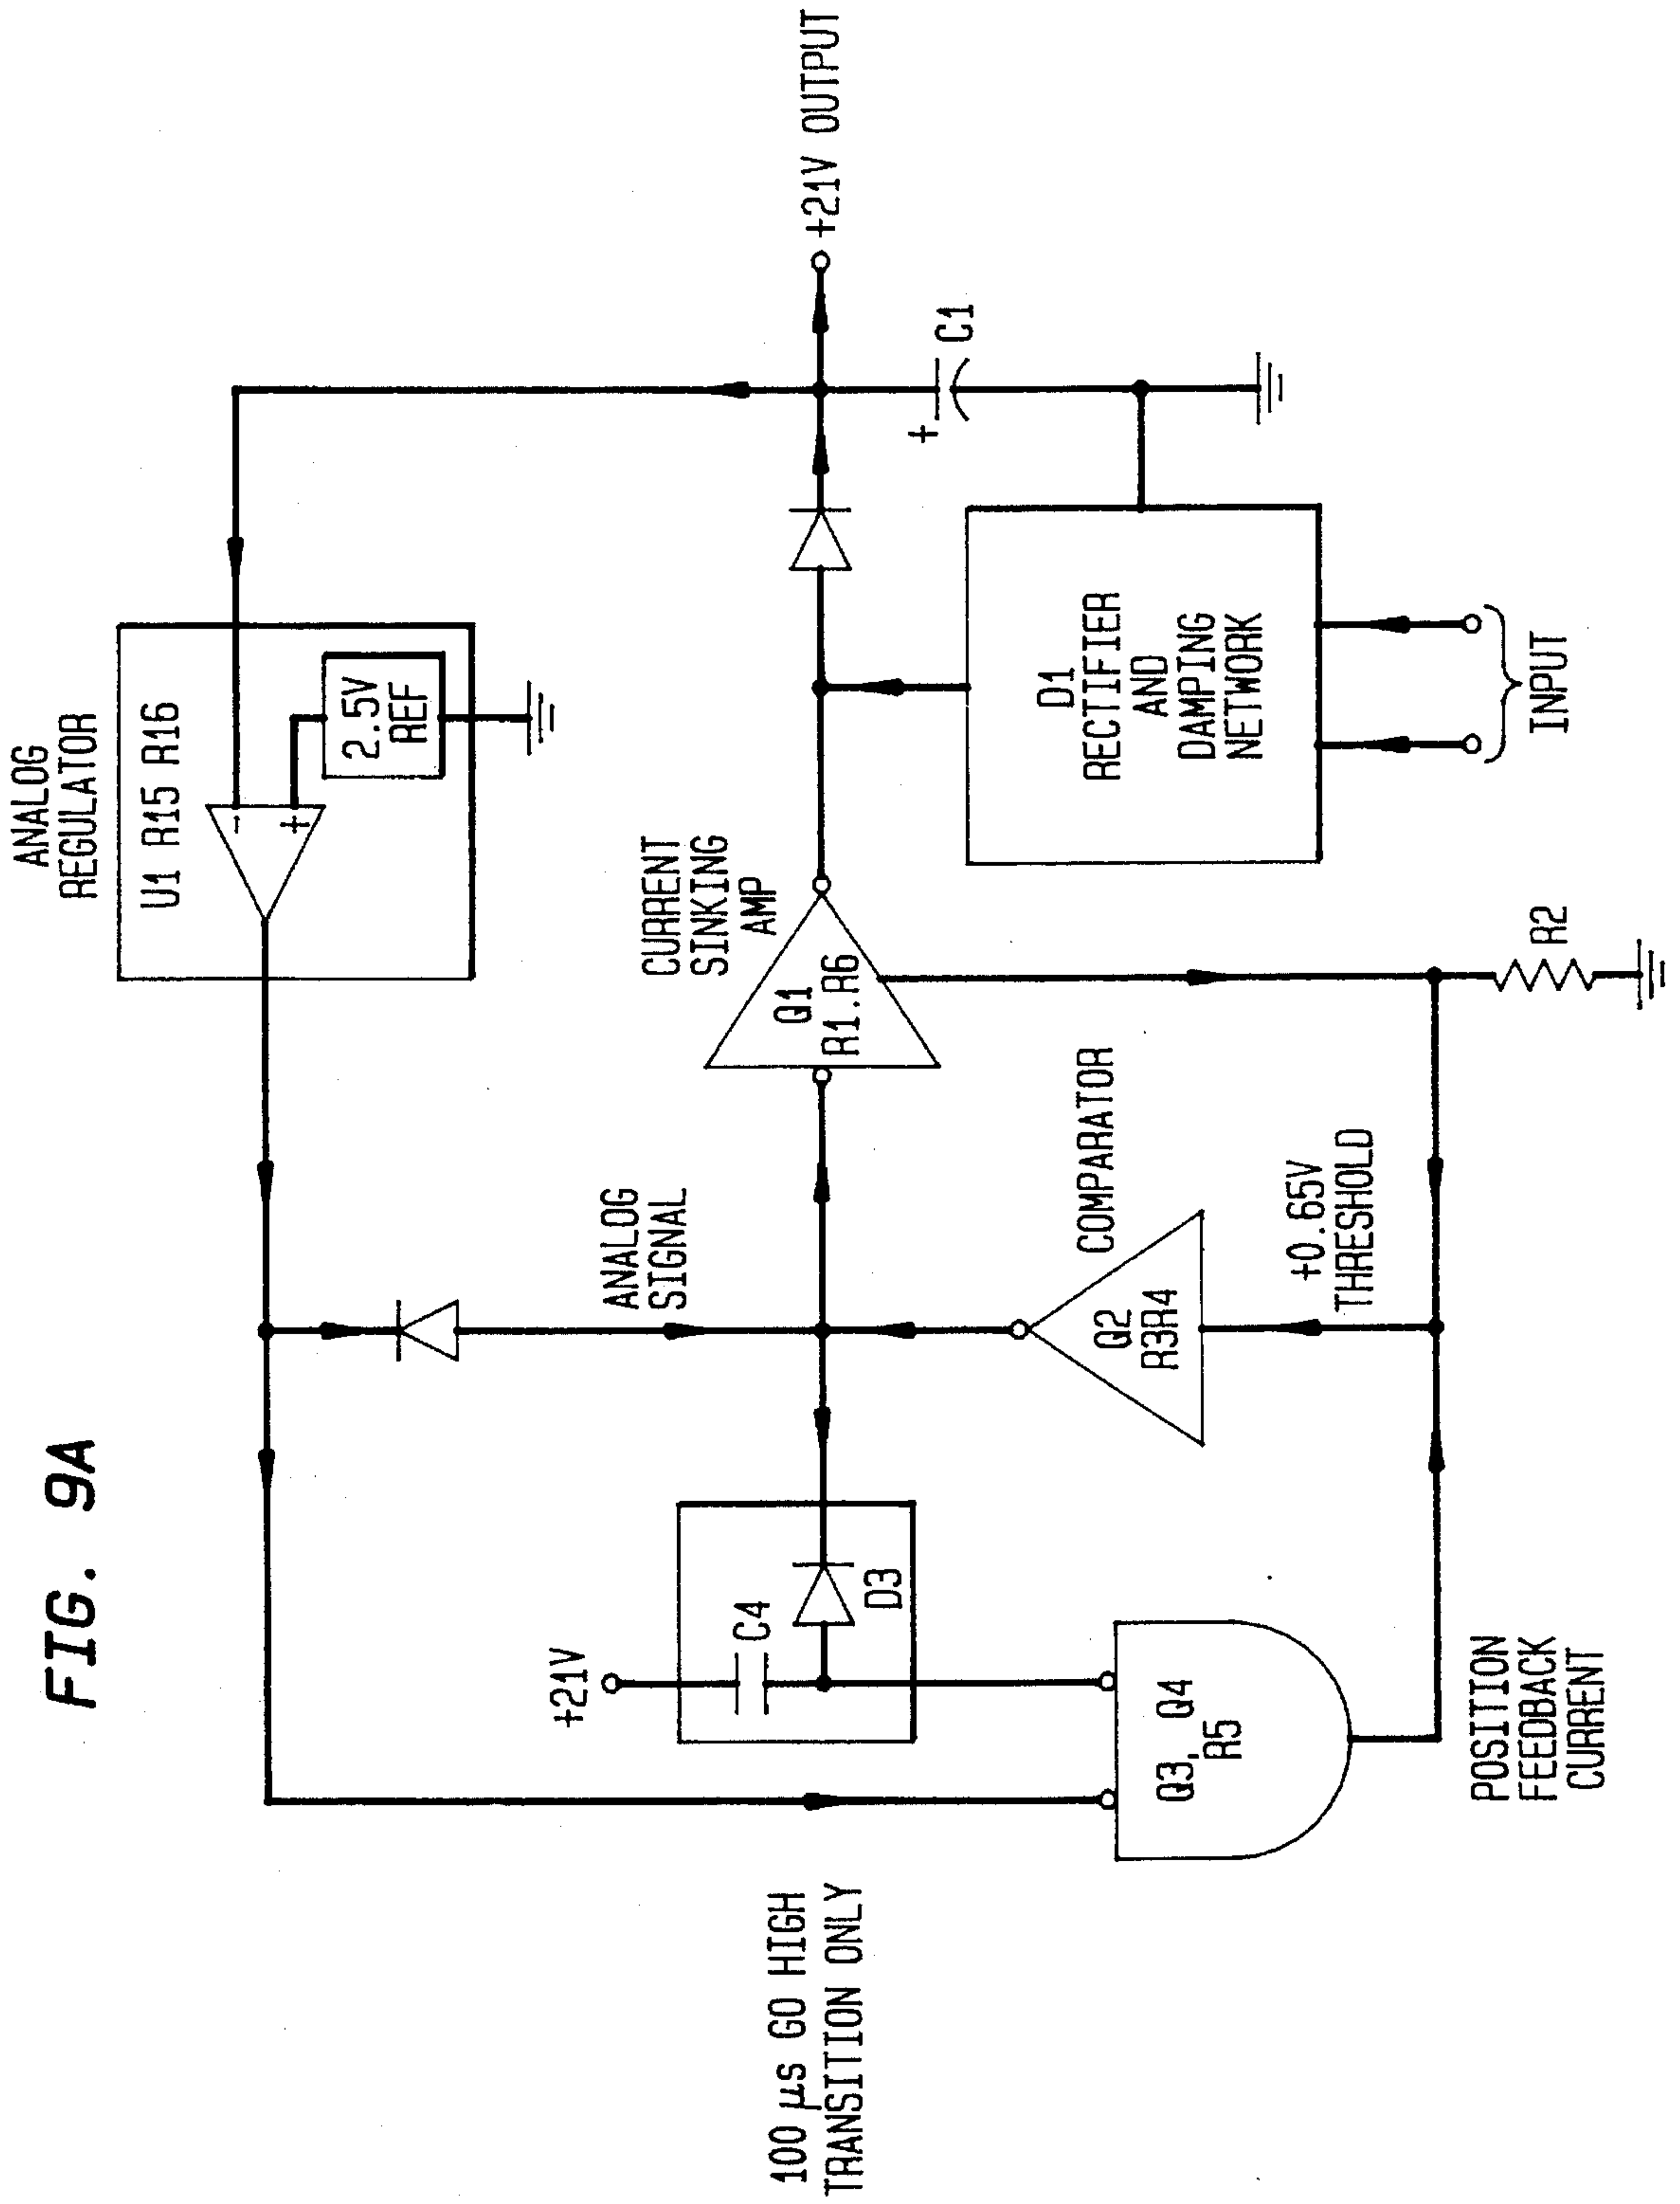 FIG. 9A
ANALOG
REGULATOR
U1 R15 R16
-
+
2.5V
REF
+21V OUTPUT
+
C1
CURRENT
SINKING
AMP
Q1
R1.R6
D1
RECTIFIER
AND
DAMPING
NETWORK
INPUT
R2
ANALOG
SIGNAL
COMPARATOR
Q2
R3R4
+0.65V
THRESHOLD
+21V
C4
D3
Q3, Q4
R5
POSITION
FEEDBACK
CURRENT
100 µs GO HIGH
TRANSITION ONLY